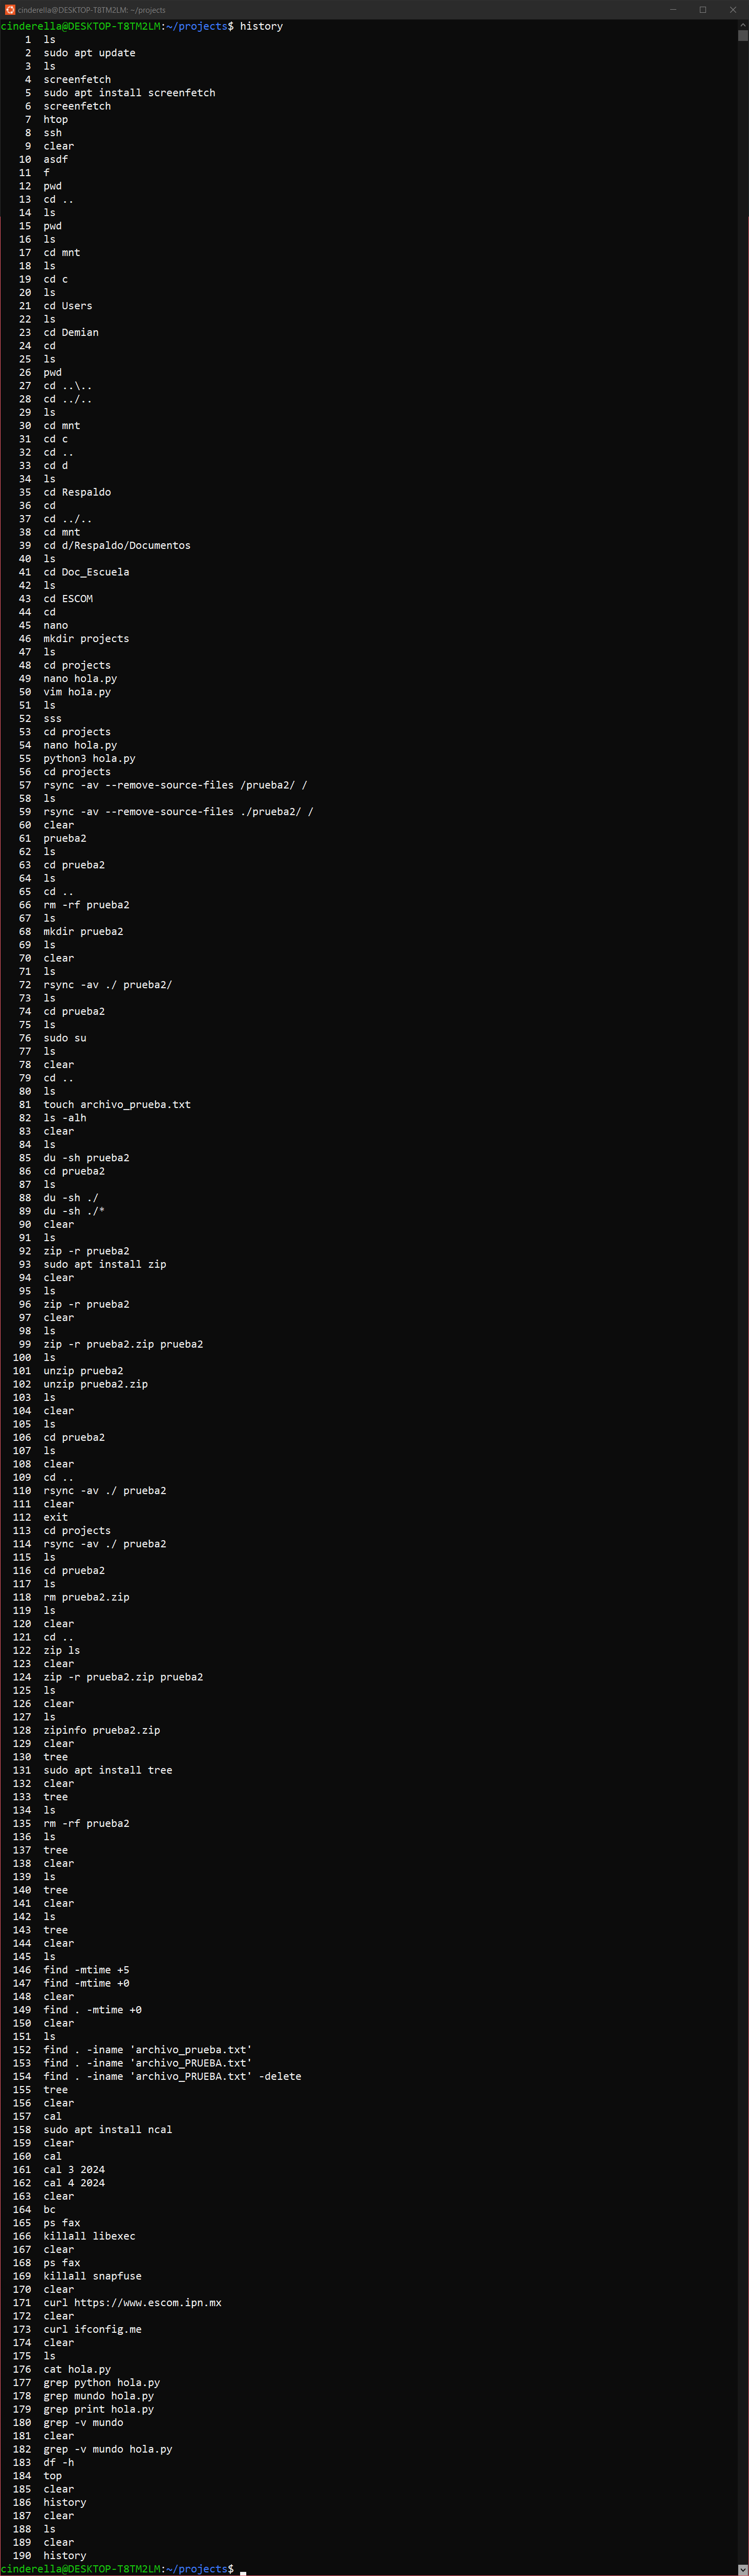 cinderella@DESKTOP-T8TM2LM: ~/projects
cinderella@DESKTOP-T8TM2LM:~/projects$ history
1 ls
2 sudo apt update
3 ls
4 screenfetch
5 sudo apt install screenfetch
6 screenfetch
7 htop
8 ssh
9 clear
10 asdf
11 f
12 pwd
13 cd ..
14 ls
15 pwd
16 ls
17 cd mnt
18 ls
19 cd c
20 ls
21 cd Users
22 ls
23 cd Demian
24 cd
25 ls
26 pwd
27 cd ..\..
28 cd ../..
29 ls
30 cd mnt
31 cd c
32 cd ..
33 cd d
34 ls
35 cd Respaldo
36 cd
37 cd ../..
38 cd mnt
39 cd d/Respaldo/Documentos
40 ls
41 cd Doc_Escuela
42 ls
43 cd ESCOM
44 cd
45 nano
46 mkdir projects
47 ls
48 cd projects
49 nano hola.py
50 vim hola.py
51 ls
52 sss
53 cd projects
54 nano hola.py
55 python3 hola.py
56 cd projects
57 rsync -av --remove-source-files /prueba2/ /
58 ls
59 rsync -av --remove-source-files ./prueba2/ /
60 clear
61 prueba2
62 ls
63 cd prueba2
64 ls
65 cd ..
66 rm -rf prueba2
67 ls
68 mkdir prueba2
69 ls
70 clear
71 ls
72 rsync -av ./ prueba2/
73 ls
74 cd prueba2
75 ls
76 sudo su
77 ls
78 clear
79 cd ..
80 ls
81 touch archivo_prueba.txt
82 ls -alh
83 clear
84 ls
85 du -sh prueba2
86 cd prueba2
87 ls
88 du -sh ./
89 du -sh ./*
90 clear
91 ls
92 zip -r prueba2
93 sudo apt install zip
94 clear
95 ls
96 zip -r prueba2
97 clear
98 ls
99 zip -r prueba2.zip prueba2
100 ls
101 unzip prueba2
102 unzip prueba2.zip
103 ls
104 clear
105 ls
106 cd prueba2
107 ls
108 clear
109 cd ..
110 rsync -av ./ prueba2
111 clear
112 exit
113 cd projects
114 rsync -av ./ prueba2
115 ls
116 cd prueba2
117 ls
118 rm prueba2.zip
119 ls
120 clear
121 cd ..
122 zip ls
123 clear
124 zip -r prueba2.zip prueba2
125 ls
126 clear
127 ls
128 zipinfo prueba2.zip
129 clear
130 tree
131 sudo apt install tree
132 clear
133 tree
134 ls
135 rm -rf prueba2
136 ls
137 tree
138 clear
139 ls
140 tree
141 clear
142 ls
143 tree
144 clear
145 ls
146 find -mtime +5
147 find -mtime +0
148 clear
149 find . -mtime +0
150 clear
151 ls
152 find . -iname 'archivo_prueba.txt'
153 find . -iname 'archivo_PRUEBA.txt'
154 find . -iname 'archivo_PRUEBA.txt' -delete
155 tree
156 clear
157 cal
158 sudo apt install ncal
159 clear
160 cal
161 cal 3 2024
162 cal 4 2024
163 clear
164 bc
165 ps fax
166 killall libexec
167 clear
168 ps fax
169 killall snapfuse
170 clear
171 curl https://www.escom.ipn.mx
172 clear
173 curl ifconfig.me
174 clear
175 ls
176 cat hola.py
177 grep python hola.py
178 grep mundo hola.py
179 grep print hola.py
180 grep -v mundo
181 clear
182 grep -v mundo hola.py
183 df -h
184 top
185 clear
186 history
187 clear
188 ls
189 clear
190 history
cinderella@DESKTOP-T8TM2LM:~/projects$